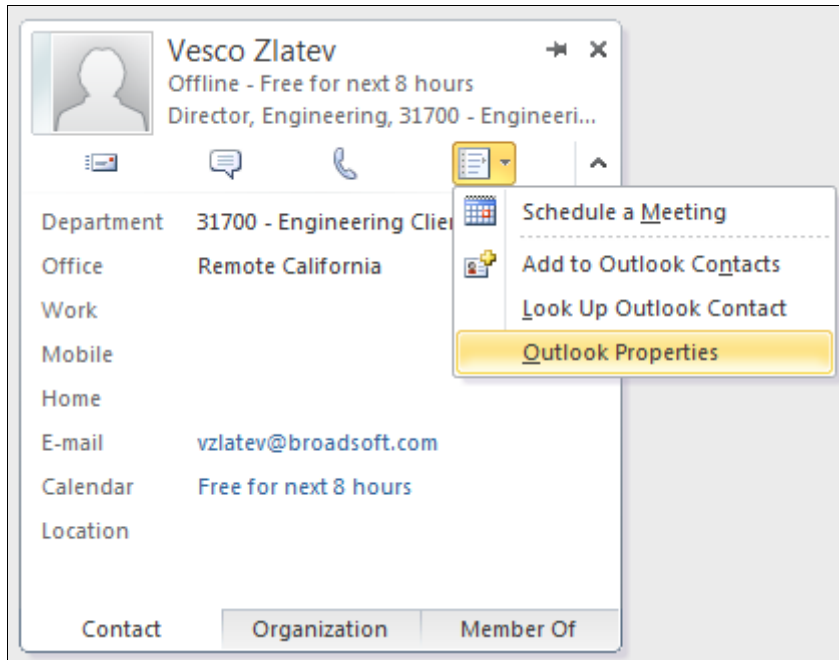 Vesco Zlatev
Offline - Free for next 8 hours
Director, Engineering, 31700 - Engineeri...
Schedule a Meeting
Add to Outlook Contacts
Look Up Outlook Contact
Outlook Properties
Department 31700 - Engineering Clie
Office Remote California
Work
Mobile
Home
E-mail vzlatev@broadsoft.com
Calendar Free for next 8 hours
Location
Contact Organization Member Of